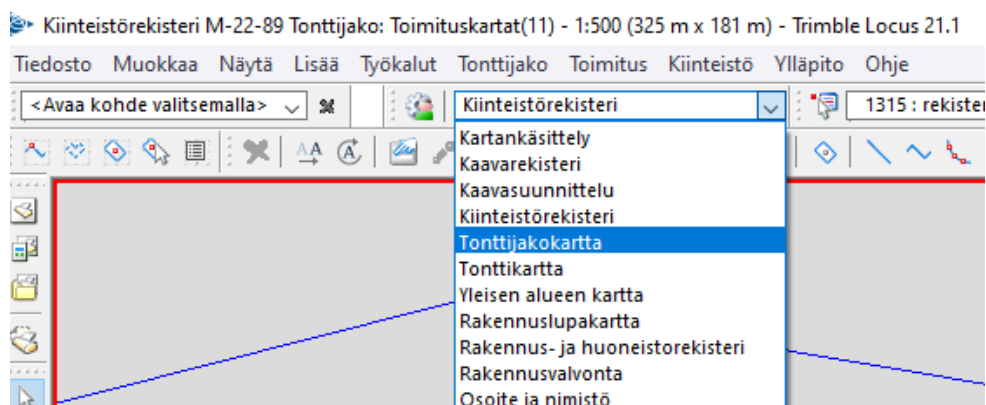 Kiinteistörekisteri M-22-89 Tonttijako: Toimituskartat(11) - 1:500 (325 m x 181 m) - Trimble Locus 21.1
Tiedosto Muokkaa Näytä Lisää Työkalut Tonttijako Toimitus Kiinteistö Ylläpito Ohje
<Avaa kohde valitsemalla> Kiinteistörekisteri 1315 : rekister
Kartankäsittely
Kaavarekisteri
Kaavasuunnittelu
Kiinteistörekisteri
Tonttijakokartta
Tonttikartta
Yleisen alueen kartta
Rakennuslupakartta
Rakennus- ja huoneistorekisteri
Rakennusvalvonta
Osoite ja nimistö